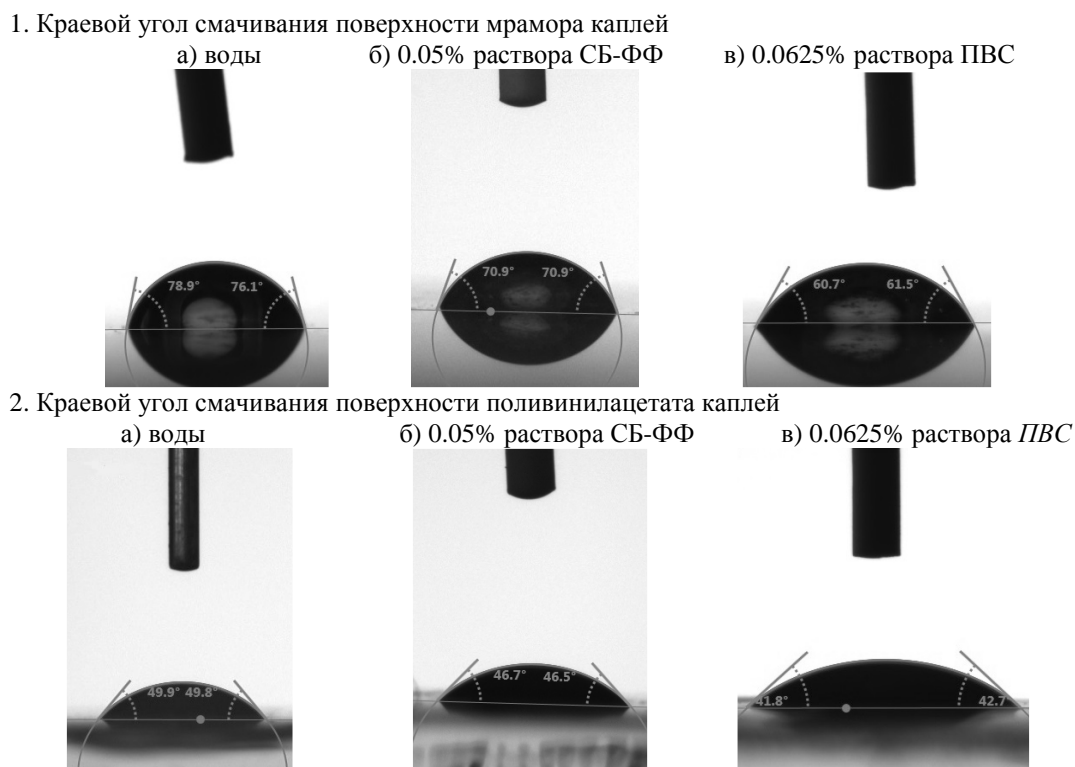 1. Краевой угол смачивания поверхности мрамора каплей
а) воды б) 0.05% раствора СБ-ФФ в) 0.0625% раствора ПВС
78.9° 76.1° 70.9° 70.9° 60.7° 61.5°
2. Краевой угол смачивания поверхности поливинилацетата каплей
а) воды б) 0.05% раствора СБ-ФФ в) 0.0625% раствора ПВС
49.9° 49.8° 46.7° 46.5° 41.8° 42.7